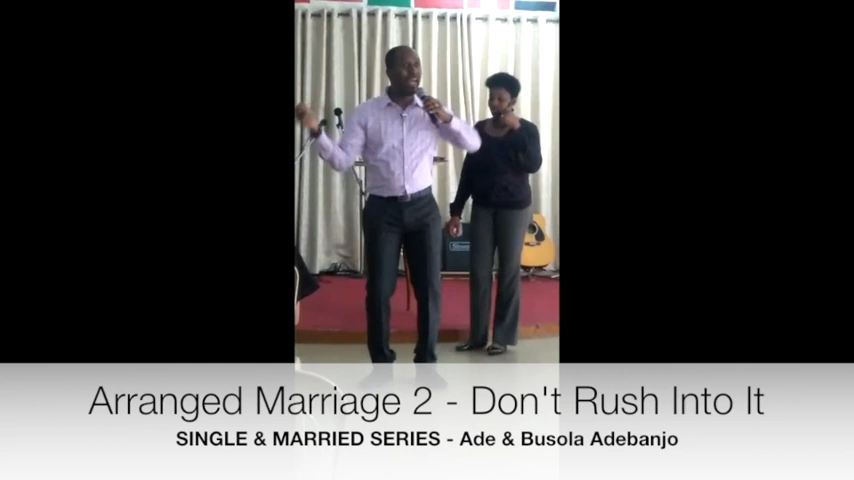 Arranged Marriage 2 - Don't Rush Into It
SINGLE & MARRIED SERIES - Ade & Busola Adebanjo